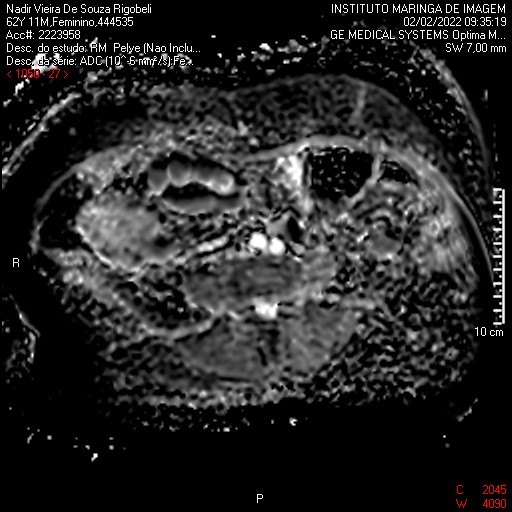 Nadir Vieira De Souza Rigobeli
62Y 11M,Feminino,444535
Acc#: 2223958
Desc. do estudo: RM Pelve (Nao Inclu...
Desc. da série: ADC (10^-6 mm²/s):Fe...
< 1050 - 27 >
INSTITUTO MARINGA DE IMAGEM
02/02/2022 09:35:19
GE MEDICAL SYSTEMS Optima M...
SW 7,00 mm
R
10 cm
P
C 2045
W 4090